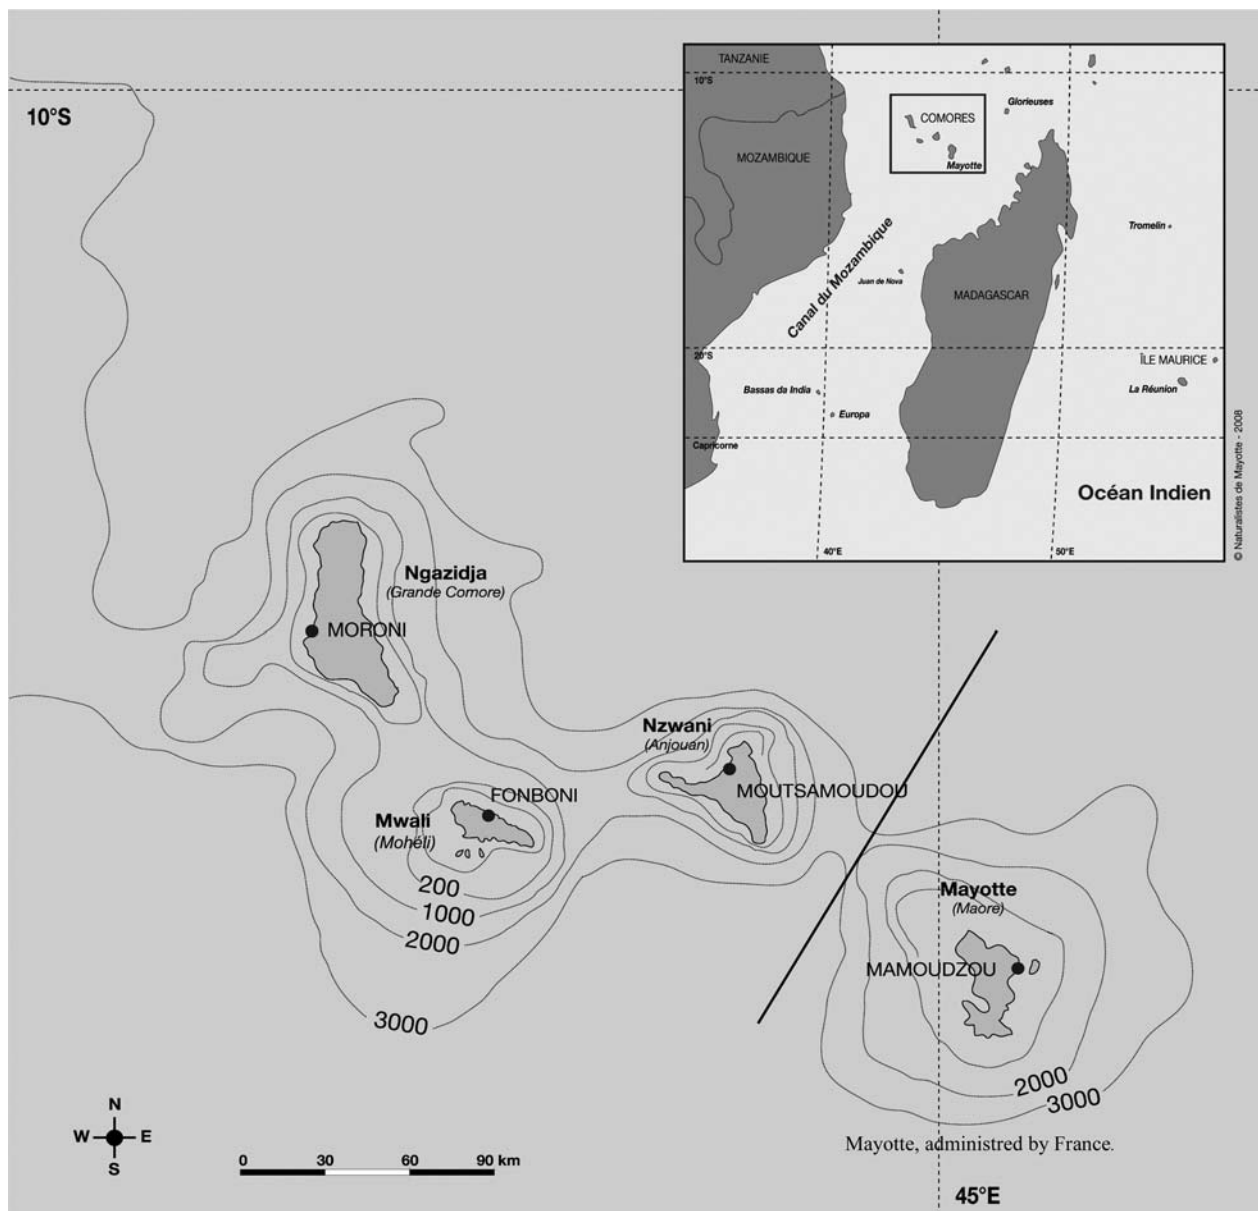 10°S
TANZANIE
10°S
COMORES
Glorieuses
MOZAMBIQUE
Mayotte
Tromelin
Canal du Mozambique
Juan de Nova
MADAGASCAR
20°S
ÎLE MAURICE
Bassas da India
La Réunion
Europa
Capricorne
Océan Indien
40°E
50°E
© Naturalistes de Mayotte - 2008
Ngazidja
(Grande Comore)
MORONI
Nzwani
(Anjouan)
MOUTSAMOUDOU
FONBONI
Mwali
(Mohéli)
200
1000
2000
3000
Mayotte
(Maore)
MAMOUDZOU
2000
3000
N
W
E
S
0
30
60
90 km
Mayotte, administred by France.
45°E